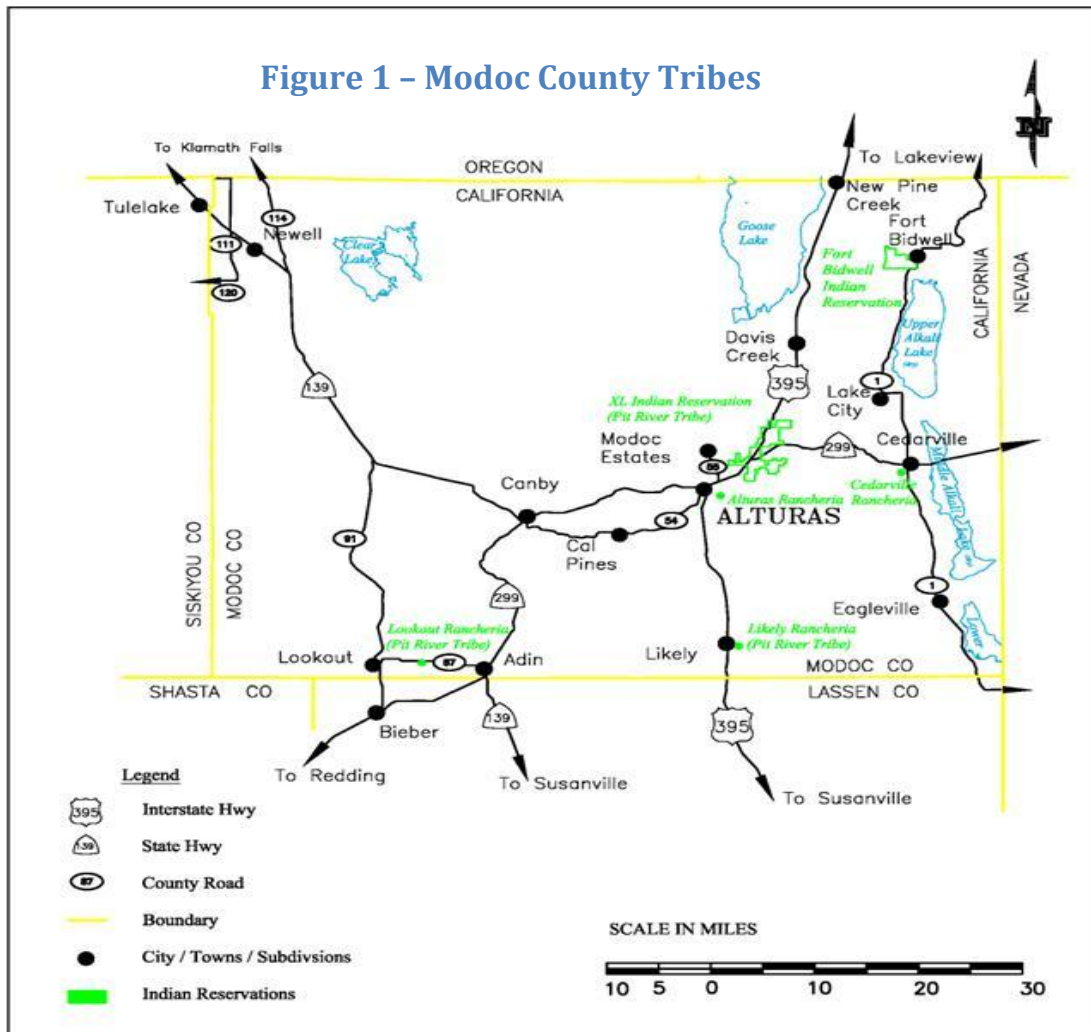 Figure 1 – Modoc County Tribes
N
To Klamath Falls
OREGON
CALIFORNIA
To Lakeview
New Pine
Creek
Tulelake
114
111
Newell
120
Clear
Lake
Goose
Lake
Fort
Bidwell
Fort
Bidwell
Indian
Reservation
CALIFORNIA
NEVADA
Upper
Alkali
Lake
Davis
Creek
395
139
1
Lake
City
XL Indian Reservation
(Pit River Tribe)
Modoc
Estates
299
Cedarville
Cedarville
Rancheria
Middle Alkali Lake
Canby
54
Alturas Rancheria
ALTURAS
Cal
Pines
91
SISKIYOU CO
MODOC CO
299
1
Eagleville
Lower
Lookout Rancheria
(Pit River Tribe)
Likely Rancheria
(Pit River Tribe)
Lookout
87
Adin
Likely
MODOC CO
SHASTA CO
LASSEN CO
Bieber
139
395
To Redding
To Susanville
To Susanville
Legend
395
Interstate Hwy
139
State Hwy
87
County Road
Boundary
City / Towns / Subdivsions
Indian Reservations
SCALE IN MILES
10 5 0 10 20 30